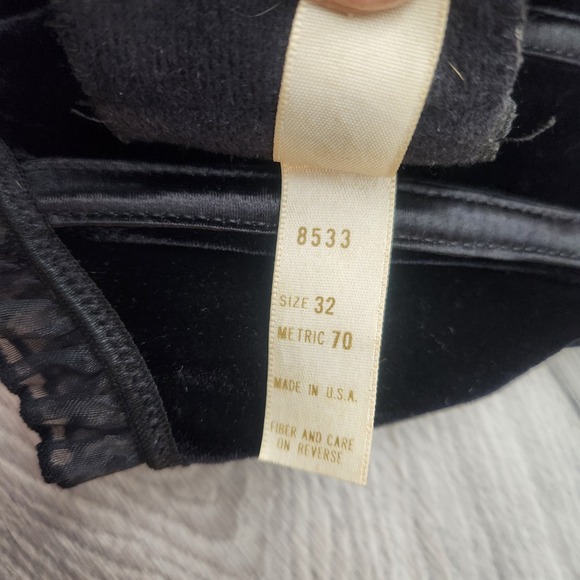 8533
SIZE 32
METRIC 70
MADE IN U.S.A.
FIBER AND CARE
ON REVERSE